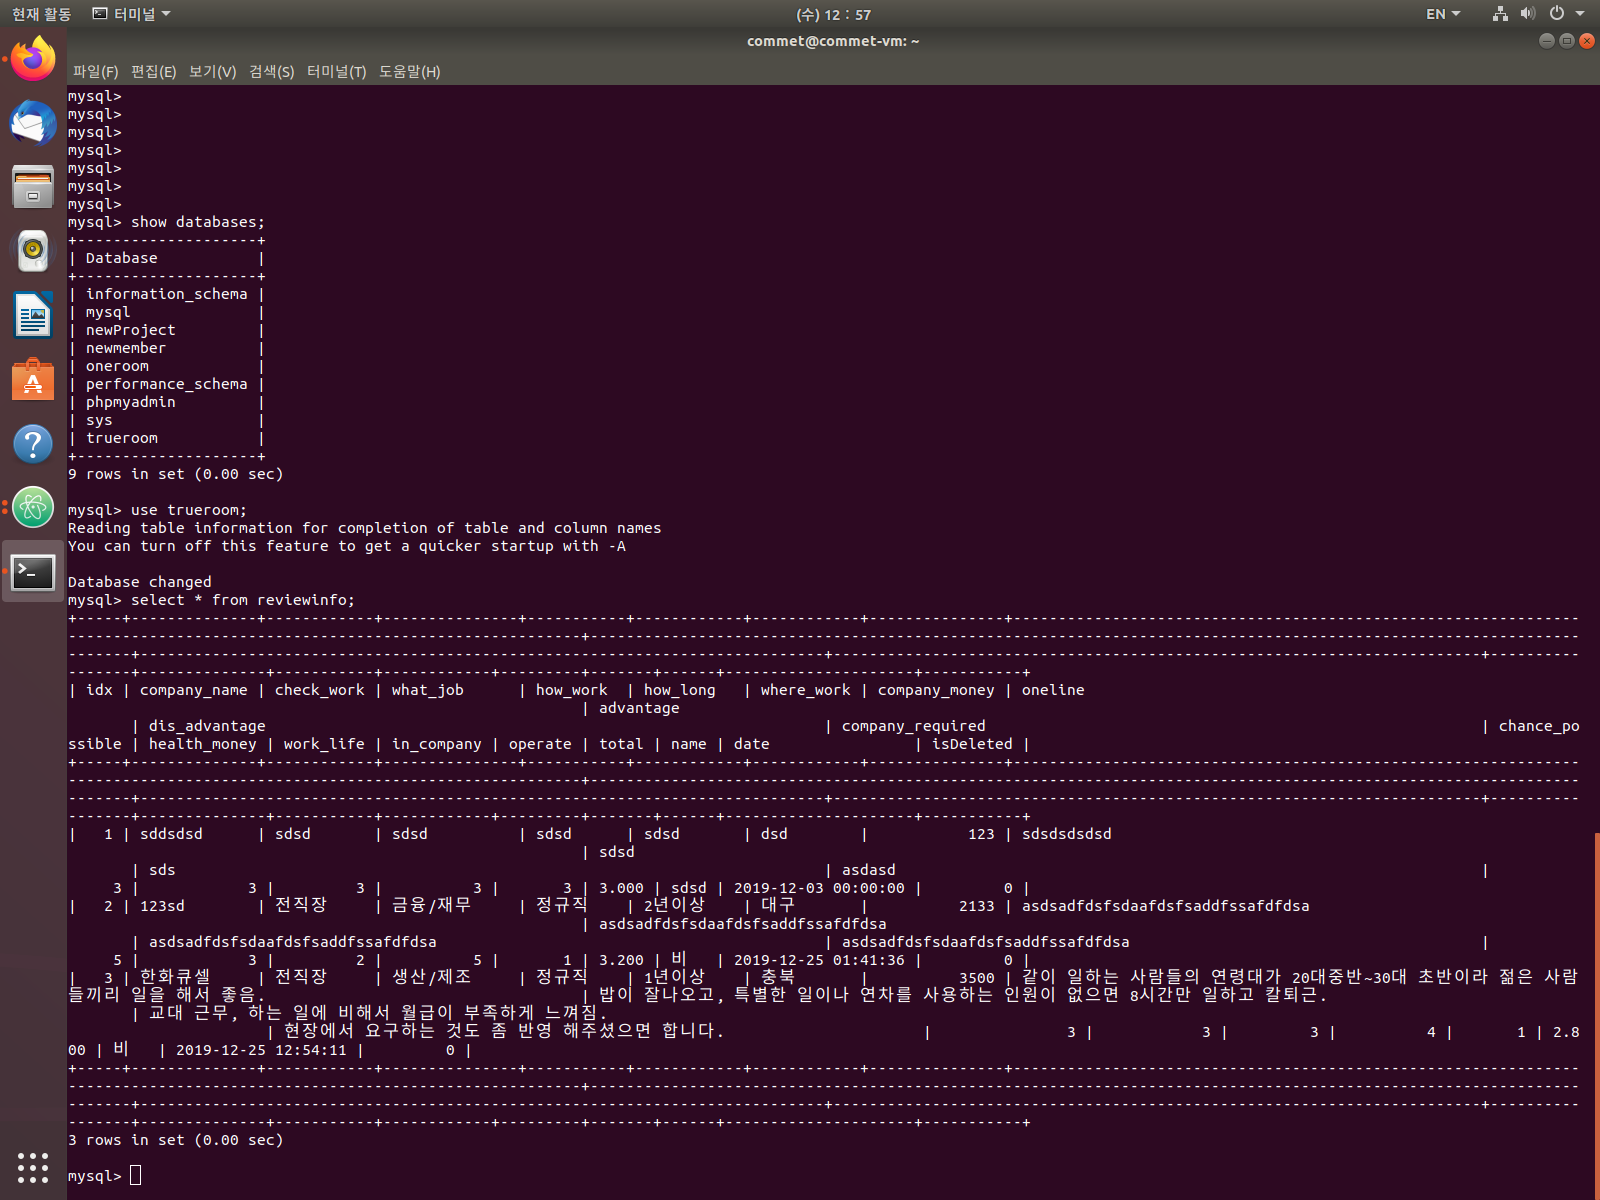 현재 활동 터미널 (수) 12 : 57 EN
commet@commet-vm: ~
파일(F) 편집(E) 보기(V) 검색(S) 터미널(T) 도움말(H)
mysql>
mysql>
mysql>
mysql>
mysql>
mysql>
mysql>
mysql> show databases;
+--------------------+
| Database           |
+--------------------+
| information_schema |
| mysql              |
| newProject         |
| newmember          |
| oneroom            |
| performance_schema |
| phpmyadmin         |
| sys                |
| trueroom           |
+--------------------+
9 rows in set (0.00 sec)
mysql> use trueroom;
Reading table information for completion of table and column names
You can turn off this feature to get a quicker startup with -A
Database changed
mysql> select * from reviewinfo;
| idx | company_name | check_work | what_job | how_work | how_long | where_work | company_money | oneline
| advantage
| dis_advantage | company_required | chance_po
ssible | health_money | work_life | in_company | operate | total | name | date | isDeleted |
| 1 | sddsdsd | sdsd | sdsd | sdsd | sdsd | dsd | 123 | sdsdsdsdsd
| sdsd
| sds | asdasd |
3 | 3 | 3 | 3 | 3 | 3.000 | sdsd | 2019-12-03 00:00:00 | 0 |
| 2 | 123sd | 전직장 | 금융/재무 | 정규직 | 2년이상 | 대구 | 2133 | asdsadfdsfsdaafdsfsaddfssafdfdsa
| asdsadfdsfsdaafdsfsaddfssafdfdsa
| asdsadfdsfsdaafdsfsaddfssafdfdsa | asdsadfdsfsdaafdsfsaddfssafdfdsa |
5 | 3 | 2 | 5 | 1 | 3.200 | 비 | 2019-12-25 01:41:36 | 0 |
| 3 | 한화큐셀 | 전직장 | 생산/제조 | 정규직 | 1년이상 | 충북 | 3500 | 같이 일하는 사람들의 연령대가 20대중반~30대 초반이라 젊은 사람
들끼리 일을 해서 좋음. | 밥이 잘나오고, 특별한 일이나 연차를 사용하는 인원이 없으면 8시간만 일하고 칼퇴근.
| 교대 근무, 하는 일에 비해서 월급이 부족하게 느껴짐.
| 현장에서 요구하는 것도 좀 반영 해주셨으면 합니다. | 3 | 3 | 3 | 4 | 1 | 2.8
00 | 비 | 2019-12-25 12:54:11 | 0 |
3 rows in set (0.00 sec)
mysql>